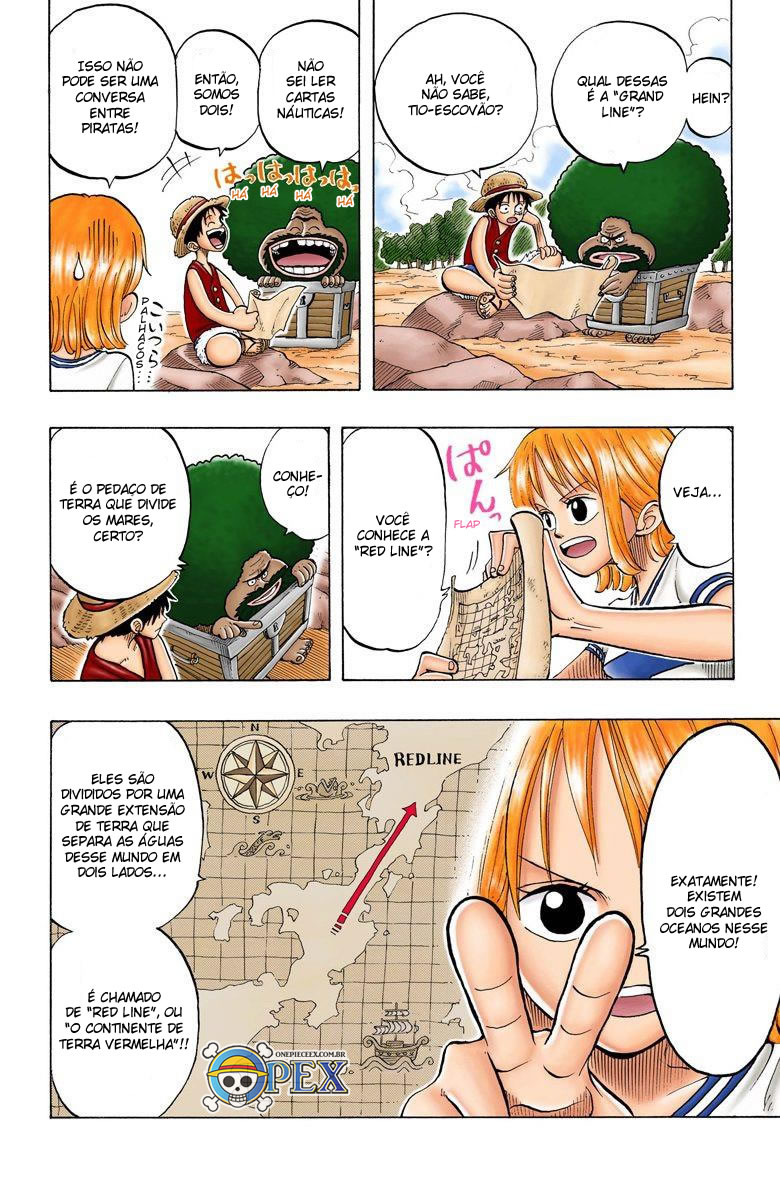 HEIN?
QUAL DESSAS
É A "GRAND
LINE"?
AH, VOCÊ
NÃO SABE,
TIO-ESCOVÃO?
NÃO
SEI LER
CARTAS
NÁUTICAS!
ENTÃO,
SOMOS
DOIS!
ISSO NÃO
PODE SER UMA
CONVERSA
ENTRE
PIRATAS!
はっはっはっはっ
HÁ
HÁ
HÁ
HÁ
こいつら……
PALHAÇOS...
VEJA...
ぱんっ
FLAP
VOCÊ
CONHECE A
"RED LINE"?
CONHE-
ÇO!
É O PEDAÇO DE
TERRA QUE DIVIDE
OS MARES,
CERTO?
B
EXATAMENTE!
EXISTEM
DOIS GRANDES
OCEANOS NESSE
MUNDO!
ELES SÃO
DIVIDIDOS POR UMA
GRANDE EXTENSÃO
DE TERRA QUE
SEPARA AS ÁGUAS
DESSE MUNDO EM
DOIS LADOS...
N
W
E
S
REDLINE
É CHAMADO
DE "RED LINE", OU
"O CONTINENTE DE
TERRA VERMELHA"!!
ONEPIECEEX.COM.BR
OPEX